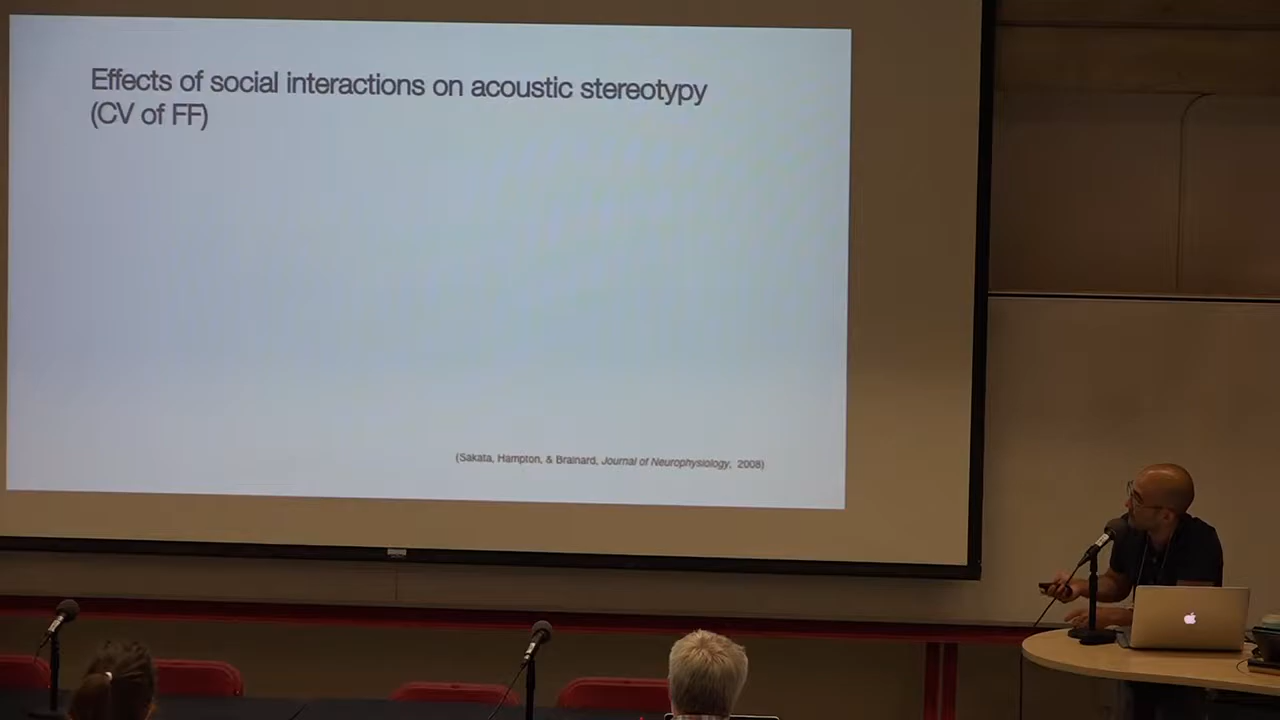 Effects of social interactions on acoustic stereotypy
(CV of FF)
(Sakata, Hampton, & Brainard, Journal of Neurophysiology, 2008)